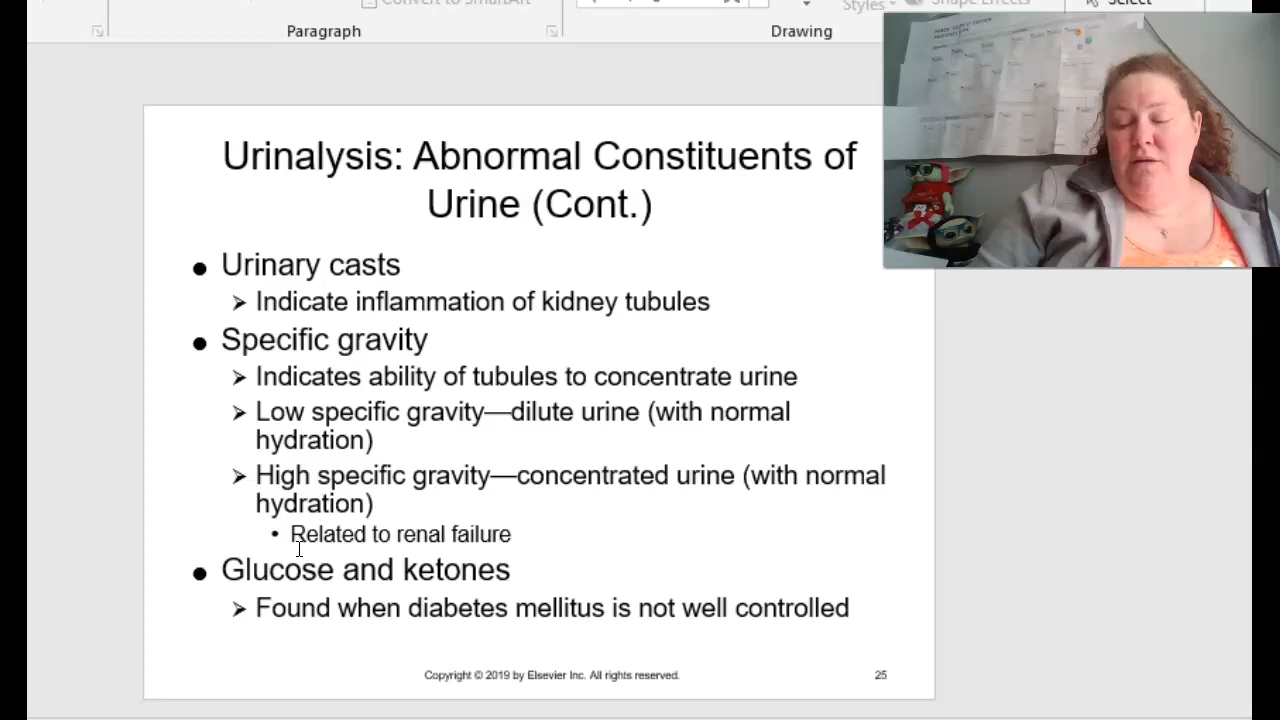 Convert to SmartArt
Styles
Shape Effects
Select
Paragraph
Drawing
Urinalysis: Abnormal Constituents of
Urine (Cont.)
● Urinary casts
➢ Indicate inflammation of kidney tubules
● Specific gravity
➢ Indicates ability of tubules to concentrate urine
➢ Low specific gravity—dilute urine (with normal
hydration)
➢ High specific gravity—concentrated urine (with normal
hydration)
• Related to renal failure
● Glucose and ketones
➢ Found when diabetes mellitus is not well controlled
Copyright © 2019 by Elsevier Inc. All rights reserved.
25